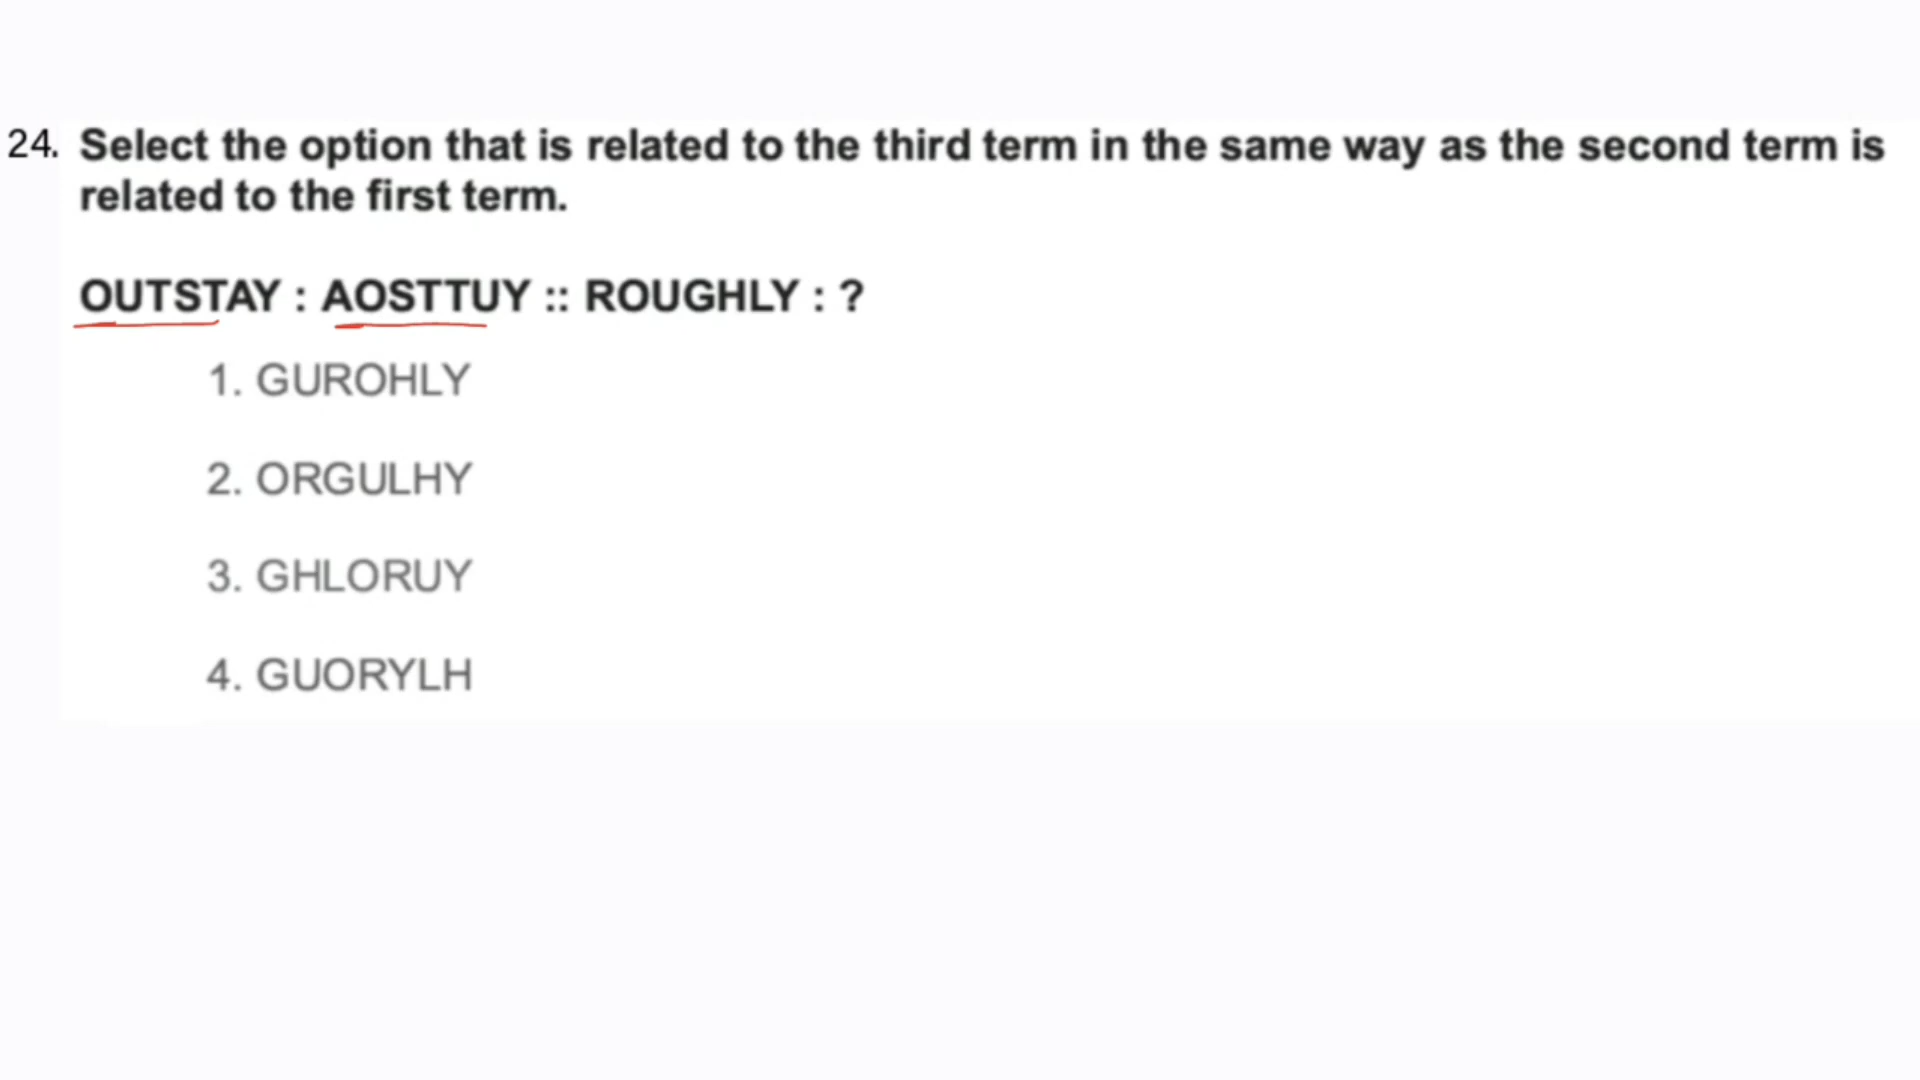 24. Select the option that is related to the third term in the same way as the second term is
related to the first term.
OUTSTAY : AOSTTUY :: ROUGHLY : ?
1. GUROHLY
2. ORGULHY
3. GHLORUY
4. GUORYLH